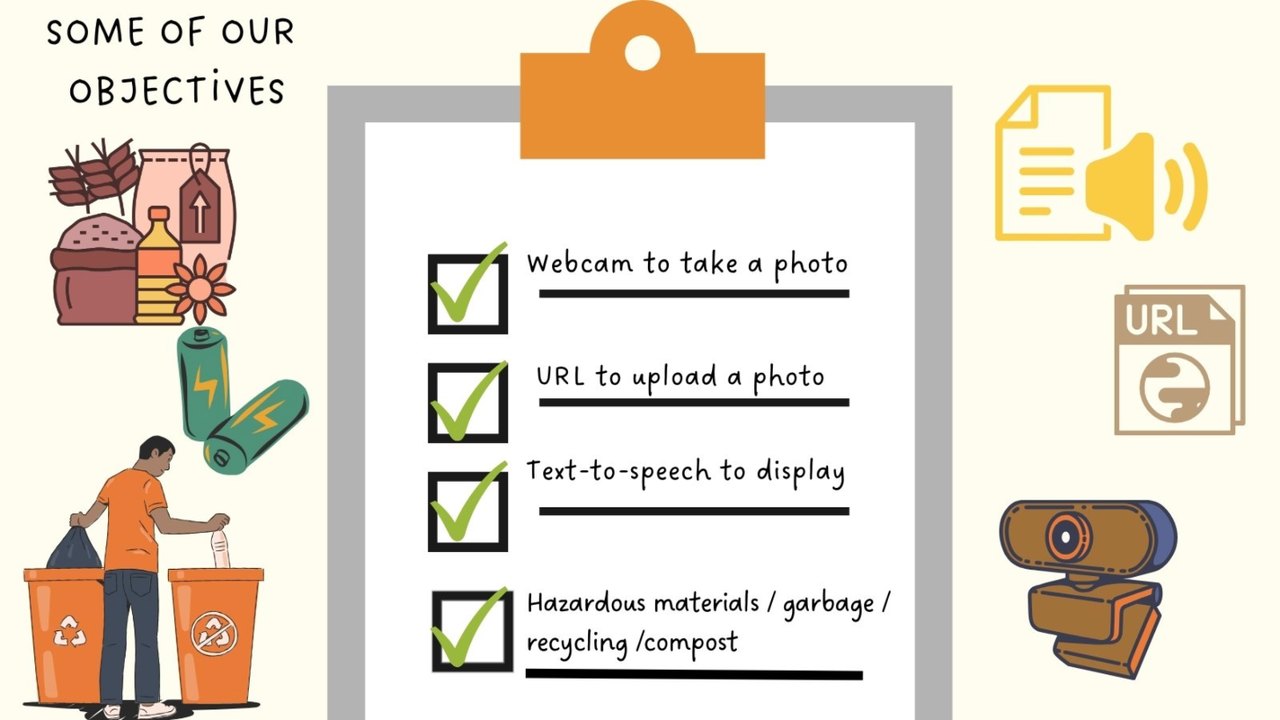 SOME OF OUR
OBJECTIVES
Webcam to take a photo
URL to upload a photo
Text-to-speech to display
Hazardous materials / garbage /
recycling /compost
URL